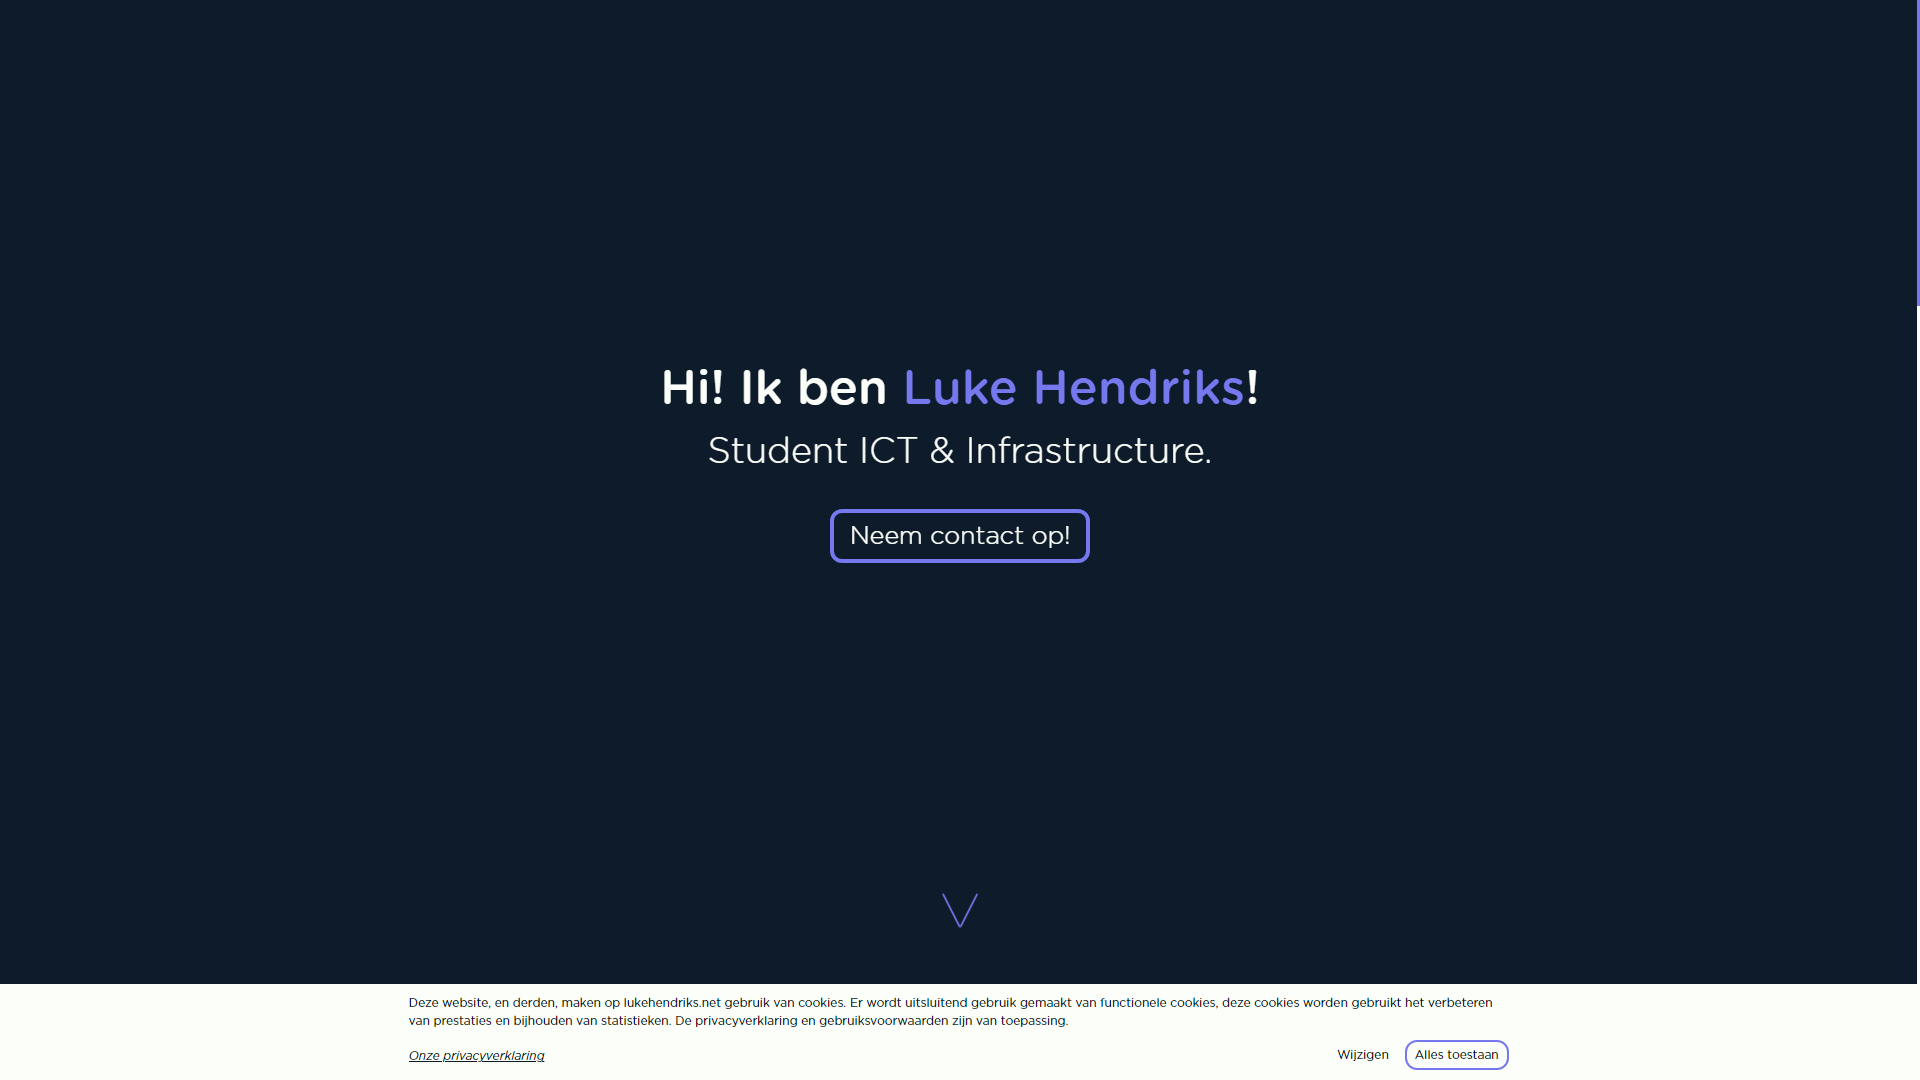 Hi! Ik ben Luke Hendriks!
Student ICT & Infrastructure.
Neem contact op!
Deze website, en derden, maken op lukehendriks.net gebruik van cookies. Er wordt uitsluitend gebruik gemaakt van functionele cookies, deze cookies worden gebruikt het verbeteren
van prestaties en bijhouden van statistieken. De privacyverklaring en gebruiksvoorwaarden zijn van toepassing.
Onze privacyverklaring
Wijzigen
Alles toestaan